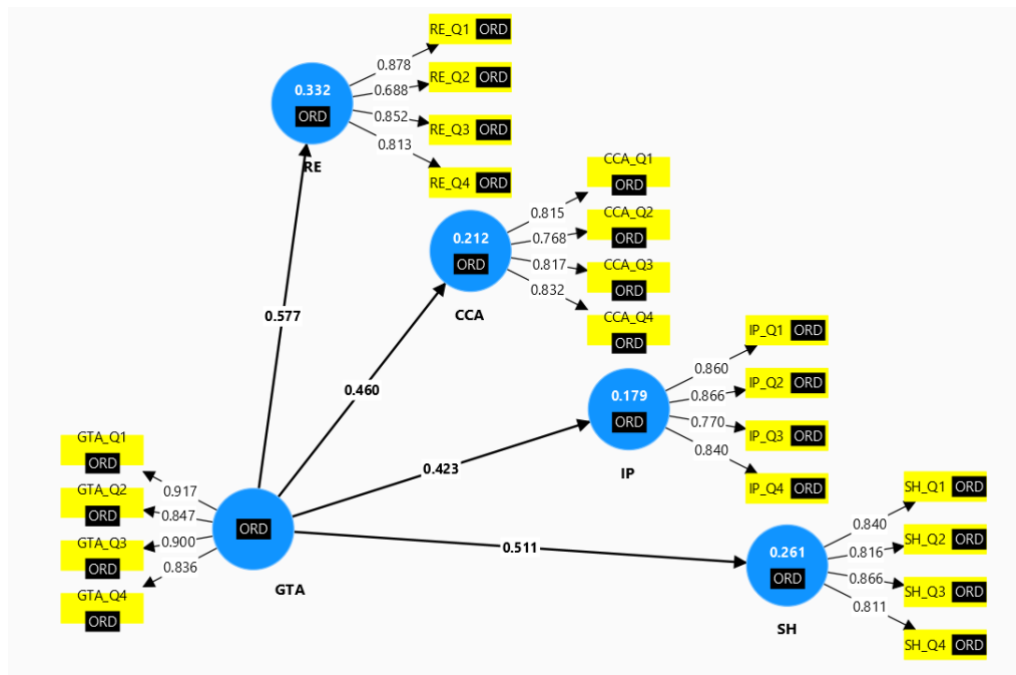 RE_Q1 ORD
0.878
RE_Q2 ORD
0.688
0.332
ORD
RE
0.852
RE_Q3 ORD
0.813
RE_Q4 ORD
CCA_Q1
ORD
0.815
CCA_Q2
ORD
0.768
0.212
ORD
CCA
0.817
CCA_Q3
ORD
0.832
CCA_Q4
ORD
0.577
0.460
IP_Q1 ORD
0.860
IP_Q2 ORD
0.866
0.179
ORD
IP
0.770
IP_Q3 ORD
0.840
IP_Q4 ORD
0.423
GTA_Q1
ORD
0.917
GTA_Q2
ORD
0.847
GTA_Q3
ORD
0.900
GTA_Q4
ORD
0.836
ORD
GTA
0.511
SH_Q1 ORD
0.840
SH_Q2 ORD
0.816
0.261
ORD
SH
0.866
SH_Q3 ORD
0.811
SH_Q4 ORD